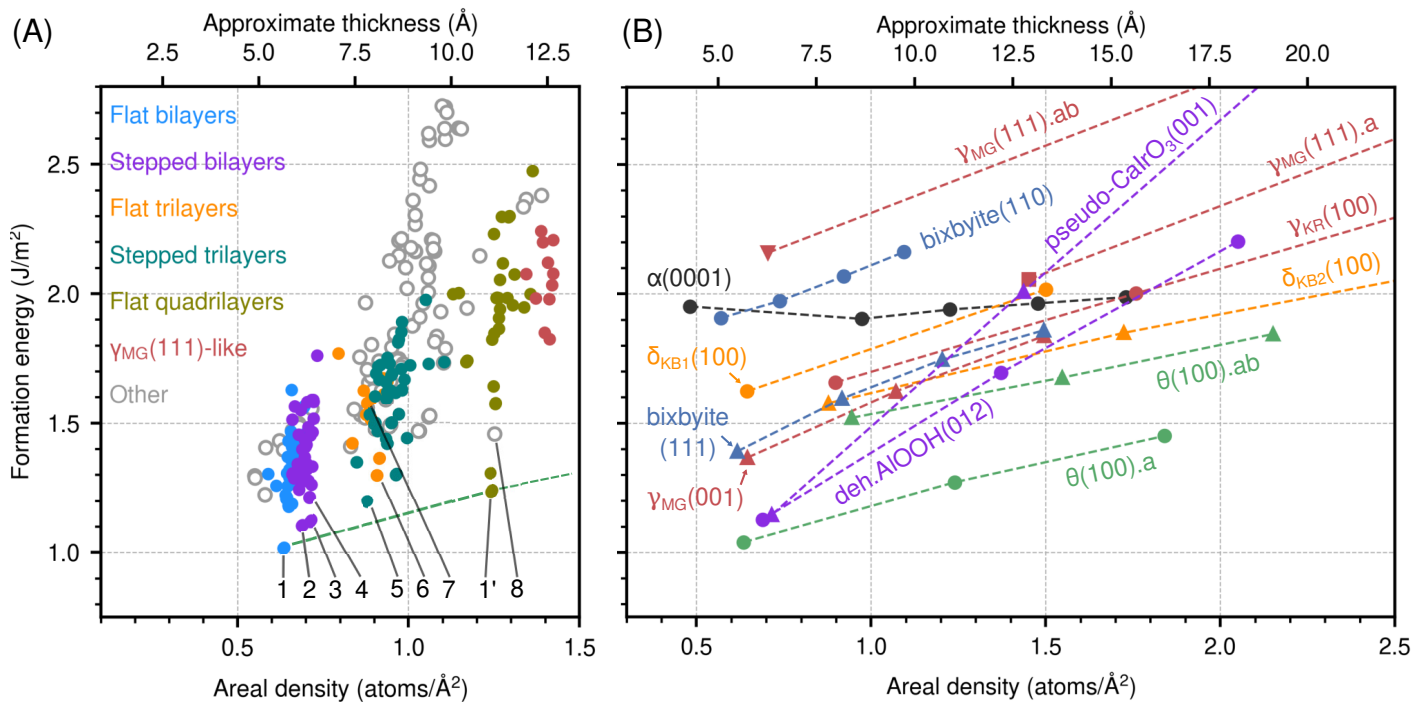 (A)
Approximate thickness (Å)
2.5 5.0 7.5 10.0 12.5
Formation energy (J/m²)
2.5
2.0
1.5
1.0
Flat bilayers
Stepped bilayers
Flat trilayers
Stepped trilayers
Flat quadrilayers
γMG(111)-like
Other
1 2 3 4 5 6 7 1' 8
0.5 1.0 1.5
Areal density (atoms/Å²)
(B)
Approximate thickness (Å)
5.0 7.5 10.0 12.5 15.0 17.5 20.0
γMG(111).ab
pseudo-CaIrO₃(001)
γMG(111).a
bixbyite(110)
γKR(100)
α(0001)
δKB2(100)
δKB1(100)
θ(100).ab
bixbyite
(111)
deh.AlOOH(012)
θ(100).a
γMG(001)
0.5 1.0 1.5 2.0 2.5
Areal density (atoms/Å²)